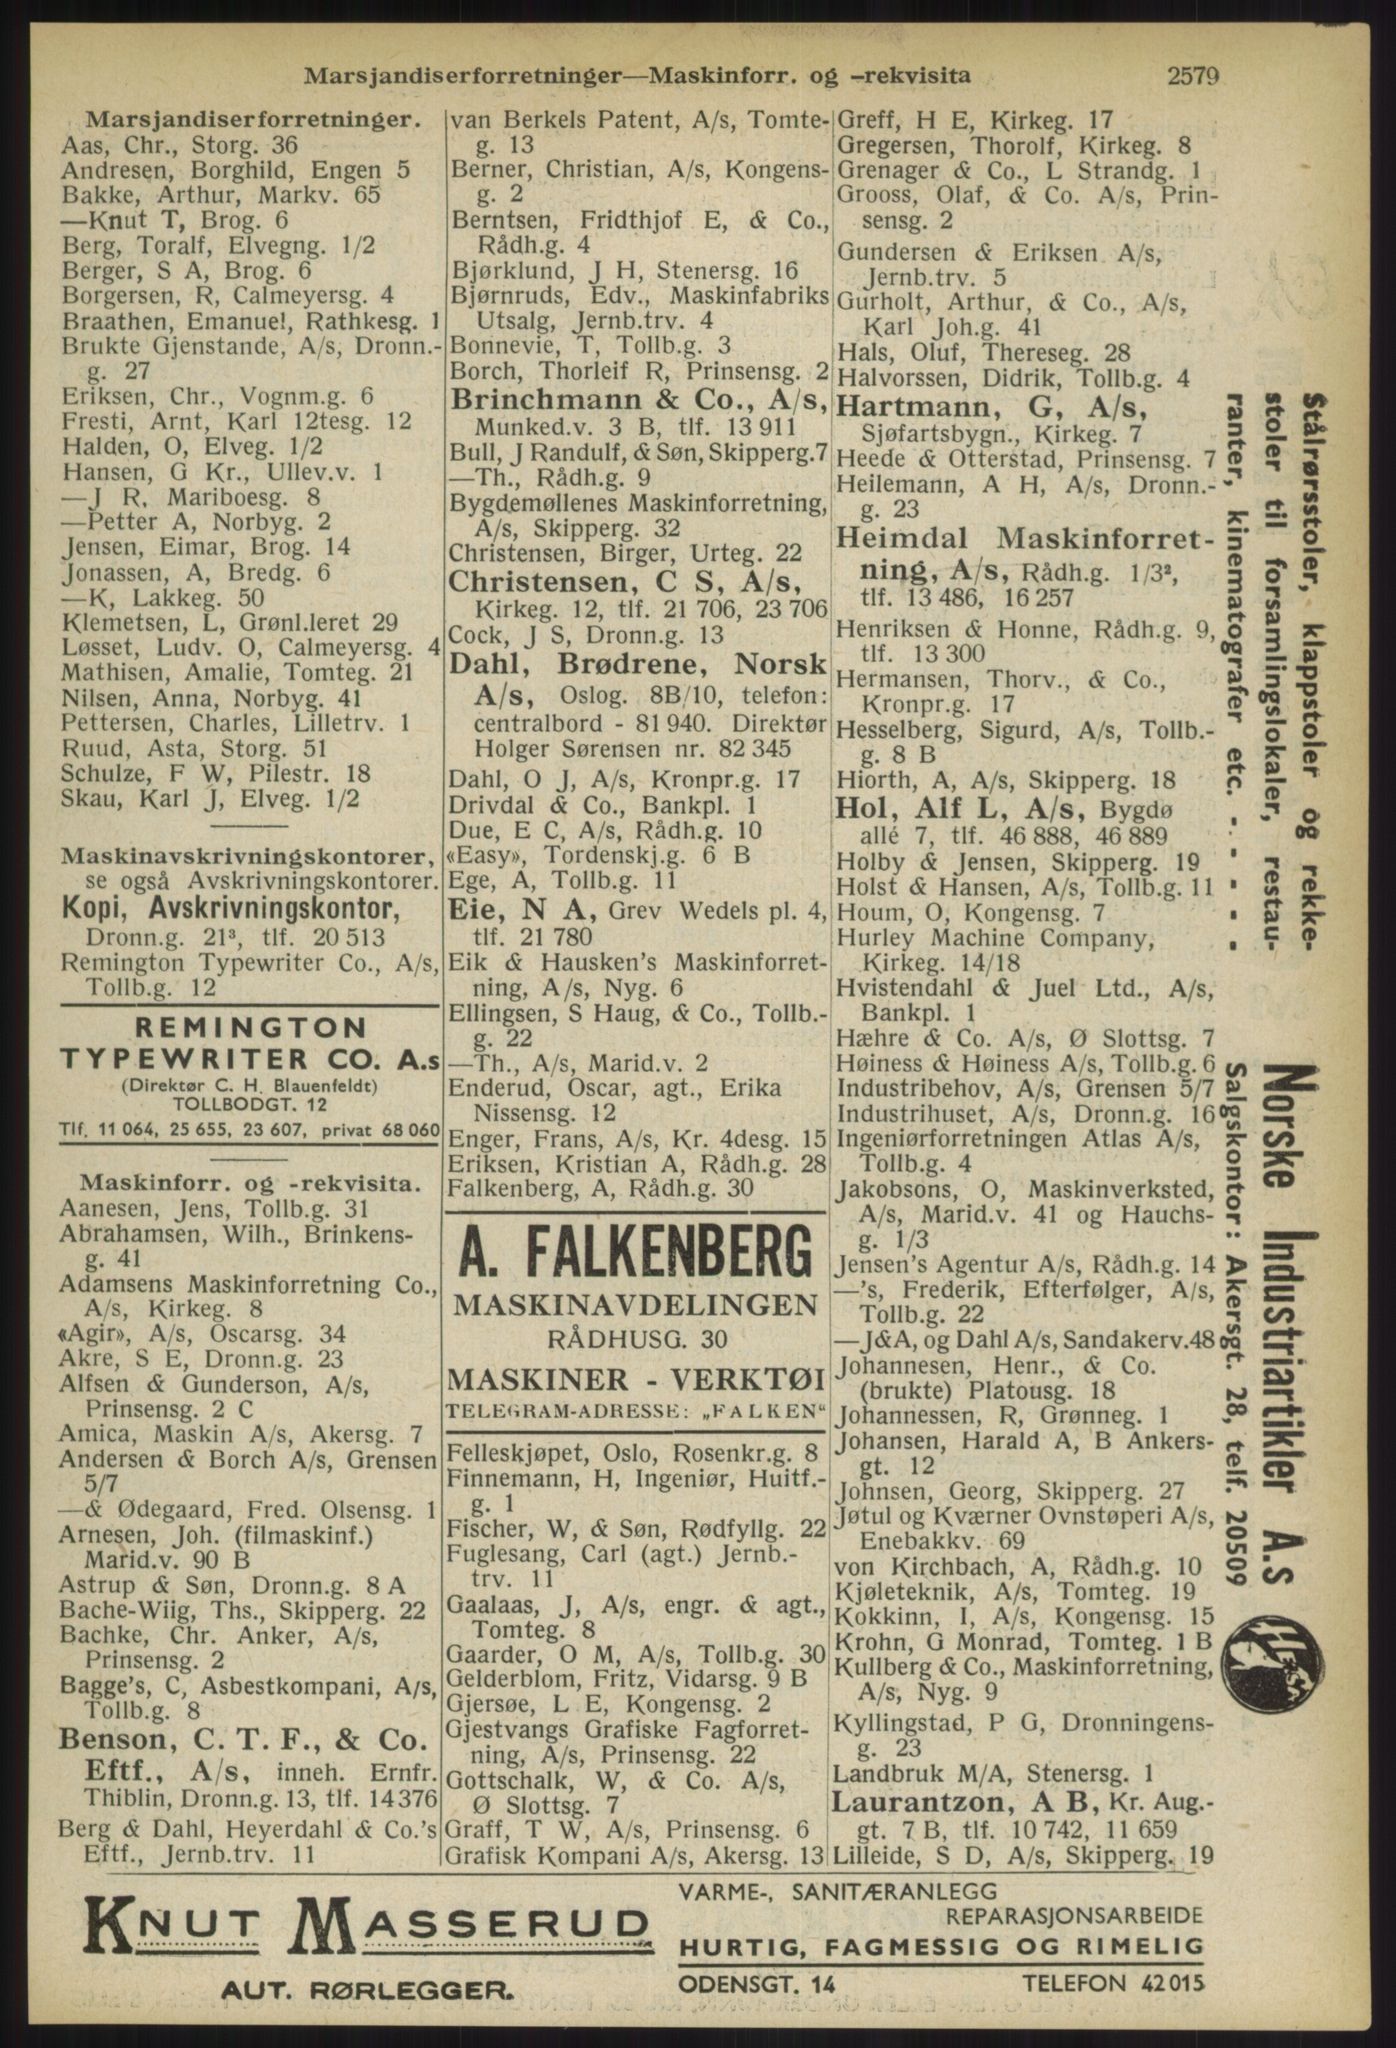 Marsjandiserforretninger—Maskinforr. og -rekvisita 2579
Marsjandiserforretninger.
Aas, Chr., Storg. 36
Andresen, Borghild, Engen 5
Bakke, Arthur, Markv. 65
—Knut T, Brog. 6
Berg, Toralf, Elvegng. 1/2
Berger, S A, Brog. 6
Borgersen, R, Calmeyersg. 4
Braathen, Emanuel, Rathkesg. 1
Brukte Gjenstande, A/s, Dronn.-
g. 27
Eriksen, Chr., Vognm.g. 6
Fresti, Arnt, Karl 12tesg. 12
Halden, O, Elveg. 1/2
Hansen, G Kr., Ullev.v. 1
—J R, Mariboesg. 8
—Petter A, Norbyg. 2
Jensen, Eimar, Brog. 14
Jonassen, A, Bredg. 6
—K, Lakkeg. 50
Klemetsen, L, Grønl.leret 29
Løsset, Ludv. O, Calmeyersg. 4
Mathisen, Amalie, Tomteg. 21
Nilsen, Anna, Norbyg. 41
Pettersen, Charles, Lilletrv. 1
Ruud, Asta, Storg. 51
Schulze, F W, Pilestr. 18
Skau, Karl J, Elveg. 1/2
Maskinavskrivningskontorer,
se også Avskrivningskontorer.
Kopi, Avskrivningskontor,
Dronn.g. 21³, tlf. 20 513
Remington Typewriter Co., A/s,
Tollb.g. 12
REMINGTON
TYPEWRITER CO. A.s
(Direktør C. H. Blauenfeldt)
TOLLBODGT. 12
Tlf. 11 064, 25 655, 23 607, privat 68 060
Maskinforr. og -rekvisita.
Aanesen, Jens, Tollb.g. 31
Abrahamsen, Wilh., Brinkens-
g. 41
Adamsens Maskinforretning Co.,
A/s, Kirkeg. 8
«Agir», A/s, Oscarsg. 34
Akre, S E, Dronn.g. 23
Alfsen & Gunderson, A/s,
Prinsensg. 2 C
Amica, Maskin A/s, Akersg. 7
Andersen & Borch A/s, Grensen
5/7
—& Ødegaard, Fred. Olsensg. 1
Arnesen, Joh. (filmaskinf.)
Marid.v. 90 B
Astrup & Søn, Dronn.g. 8 A
Bache-Wiig, Ths., Skipperg. 22
Bachke, Chr. Anker, A/s,
Prinsensg. 2
Bagge's, C, Asbestkompani, A/s,
Tollb.g. 8
Benson, C. T. F., & Co.
Eftf., A/s, inneh. Ernfr.
Thiblin, Dronn.g. 13, tlf. 14 376
Berg & Dahl, Heyerdahl & Co.'s
Eftf., Jernb.trv. 11
van Berkels Patent, A/s, Tomte-
g. 13
Berner, Christian, A/s, Kongens-
g. 2
Berntsen, Fridthjof E, & Co.,
Rådh.g. 4
Bjørklund, J H, Stenersg. 16
Bjørnruds, Edv., Maskinfabriks
Utsalg, Jernb.trv. 4
Bonnevie, T, Tollb.g. 3
Borch, Thorleif R, Prinsensg. 2
Brinchmann & Co., A/s,
Munked.v. 3 B, tlf. 13 911
Bull, J Randulf, & Søn, Skipperg.7
—Th., Rådh.g. 9
Bygdemøllenes Maskinforretning,
A/s, Skipperg. 32
Christensen, Birger, Urteg. 22
Christensen, C S, A/s,
Kirkeg. 12, tlf. 21 706, 23 706
Cock, J S, Dronn.g. 13
Dahl, Brødrene, Norsk
A/s, Oslog. 8B/10, telefon:
centralbord - 81 940. Direktør
Holger Sørensen nr. 82 345
Dahl, O J, A/s, Kronpr.g. 17
Drivdal & Co., Bankpl. 1
Due, E C, A/s, Rådh.g. 10
«Easy», Tordenskj.g. 6 B
Ege, A, Tollb.g. 11
Eie, N A, Grev Wedels pl. 4,
tlf. 21 780
Eik & Hausken's Maskinforret-
ning, A/s, Nyg. 6
Ellingsen, S Haug, & Co., Tollb.-
g. 22
—Th., A/s, Marid.v. 2
Enderud, Oscar, agt., Erika
Nissensg. 12
Enger, Frans, A/s, Kr. 4desg. 15
Eriksen, Kristian A, Rådh.g. 28
Falkenberg, A, Rådh.g. 30
A. FALKENBERG
MASKINAVDELINGEN
RÅDHUSG. 30
MASKINER - VERKTØI
TELEGRAM-ADRESSE: „FALKEN“
Felleskjøpet, Oslo, Rosenkr.g. 8
Finnemann, H, Ingeniør, Huitf.-
g. 1
Fischer, W, & Søn, Rødfyllg. 22
Fuglesang, Carl (agt.) Jernb.-
trv. 11
Gaalaas, J, A/s, engr. & agt.,
Tomteg. 8
Gaarder, O M, A/s, Tollb.g. 30
Gelderblom, Fritz, Vidarsg. 9 B
Gjersøe, L E, Kongensg. 2
Gjestvangs Grafiske Fagforret-
ning, A/s, Prinsensg. 22
Gottschalk, W, & Co. A/s,
Ø Slottsg. 7
Graff, T W, A/s, Prinsensg. 6
Grafisk Kompani A/s, Akersg. 13
Greff, H E, Kirkeg. 17
Gregersen, Thorolf, Kirkeg. 8
Grenager & Co., L Strandg. 1
Grooss, Olaf, & Co. A/s, Prin-
sensg. 2
Gundersen & Eriksen A/s,
Jernb.trv. 5
Gurholt, Arthur, & Co., A/s,
Karl Joh.g. 41
Hals, Oluf, Thereseg. 28
Halvorssen, Didrik, Tollb.g. 4
Hartmann, G, A/s,
Sjøfartsbygn., Kirkeg. 7
Heede & Otterstad, Prinsensg. 7
Heilemann, A H, A/s, Dronn.-
g. 23
Heimdal Maskinforret-
ning, A/s, Rådh.g. 1/3²,
tlf. 13 486, 16 257
Henriksen & Honne, Rådh.g. 9,
tlf. 13 300
Hermansen, Thorv., & Co.,
Kronpr.g. 17
Hesselberg, Sigurd, A/s, Tollb.-
g. 8 B
Hiorth, A, A/s, Skipperg. 18
Hol, Alf L, A/s, Bygdø
allé 7, tlf. 46 888, 46 889
Holby & Jensen, Skipperg. 19
Holst & Hansen, A/s, Tollb.g. 11
Houm, O, Kongensg. 7
Hurley Machine Company,
Kirkeg. 14/18
Hvistendahl & Juel Ltd., A/s,
Bankpl. 1
Hæhre & Co. A/s, Ø Slottsg. 7
Høiness & Høiness A/s, Tollb.g. 6
Industribehov, A/s, Grensen 5/7
Industrihuset, A/s, Dronn.g. 16
Ingeniørforretningen Atlas A/s,
Tollb.g. 4
Jakobsons, O, Maskinverksted,
A/s, Marid.v. 41 og Hauchs-
g. 1/3
Jensen's Agentur A/s, Rådh.g. 14
—'s, Frederik, Efterfølger, A/s,
Tollb.g. 22
—J&A, og Dahl A/s, Sandakerv.48
Johannesen, Henr., & Co.
(brukte) Platousg. 18
Johannessen, R, Grønneg. 1
Johansen, Harald A, B Ankers-
gt. 12
Johnsen, Georg, Skipperg. 27
Jøtul og Kværner Ovnstøperi A/s,
Enebakkv. 69
von Kirchbach, A, Rådh.g. 10
Kjøleteknik, A/s, Tomteg. 19
Kokkinn, I, A/s, Kongensg. 15
Krohn, G Monrad, Tomteg. 1 B
Kullberg & Co., Maskinforretning,
A/s, Nyg. 9
Kyllingstad, P G, Dronningens-
g. 23
Landbruk M/A, Stenersg. 1
Laurantzon, A B, Kr. Aug.-
gt. 7 B, tlf. 10 742, 11 659
Lilleide, S D, A/s, Skipperg. 19
Stålrørsstoler, klappstoler og rekke-
stoler til forsamlingslokaler, restau-
ranter, kinematografer etc. - - - - -
NORSKE INDUSTRIARTIKLER A.s
Salgskontor: Akersgt. 28, telf. 20509
KNUT MASSERUD
AUT. RØRLEGGER.
VARME-, SANITÆRANLEGG
REPARASJONSARBEIDE
HURTIG, FAGMESSIG OG RIMELIG
ODENSGT. 14 TELEFON 42 015